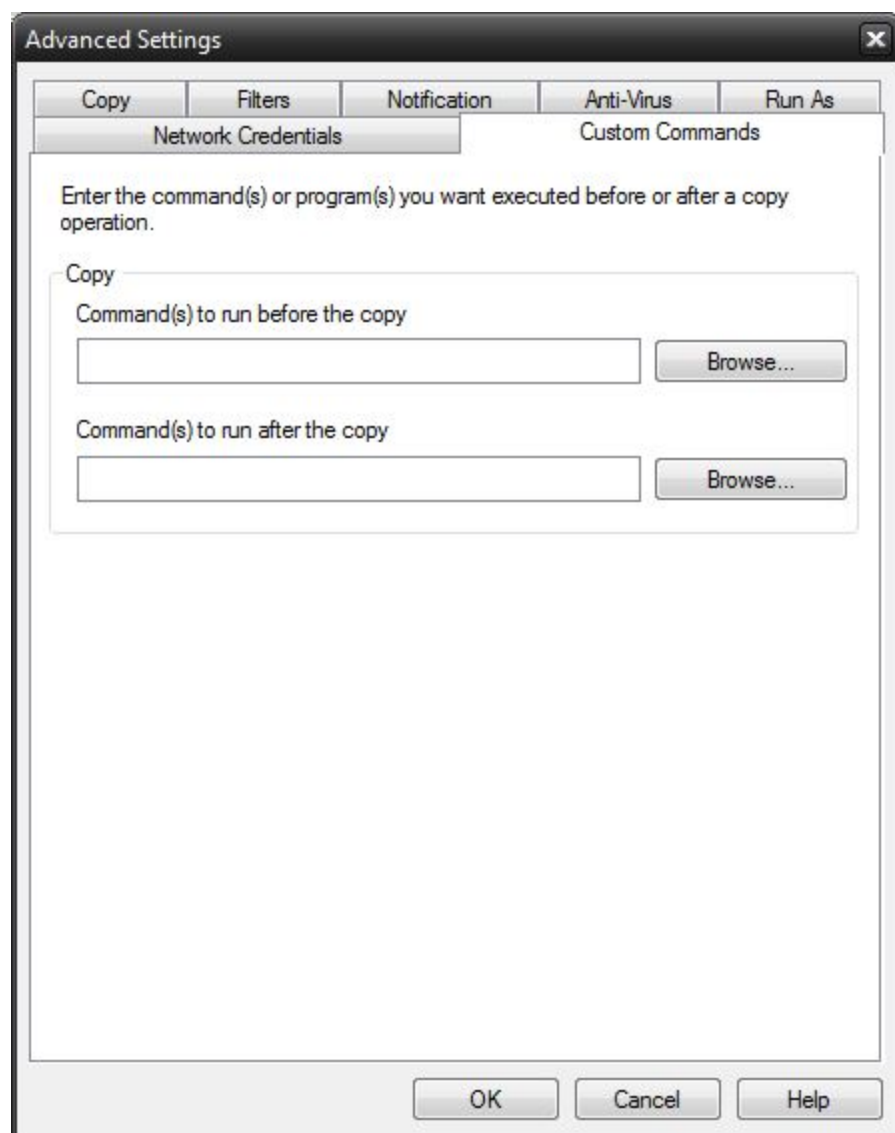 Advanced Settings
Copy Filters Notification Anti-Virus Run As
Network Credentials Custom Commands
Enter the command(s) or program(s) you want executed before or after a copy
operation.
Copy
Command(s) to run before the copy
Browse...
Command(s) to run after the copy
Browse...
OK Cancel Help